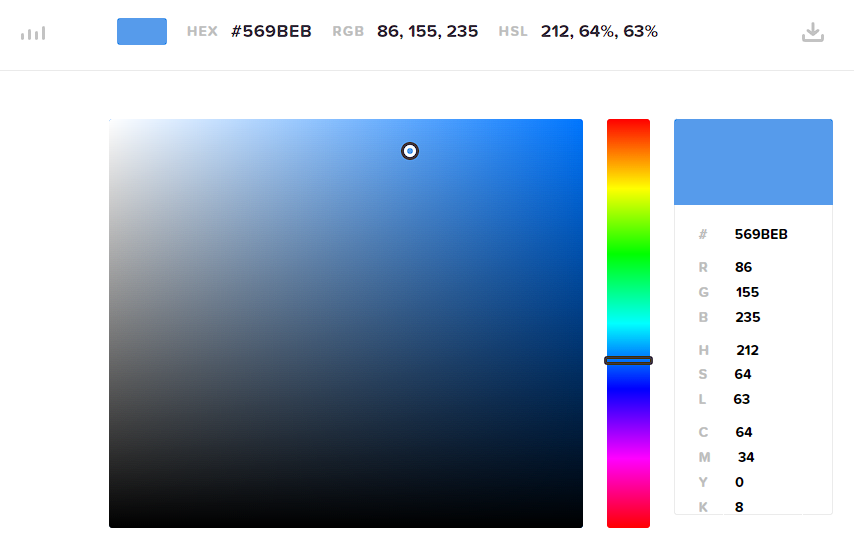 HEX #569BEB RGB 86, 155, 235 HSL 212, 64%, 63%
# 569BEB
R 86
G 155
B 235
H 212
S 64
L 63
C 64
M 34
Y 0
K 8